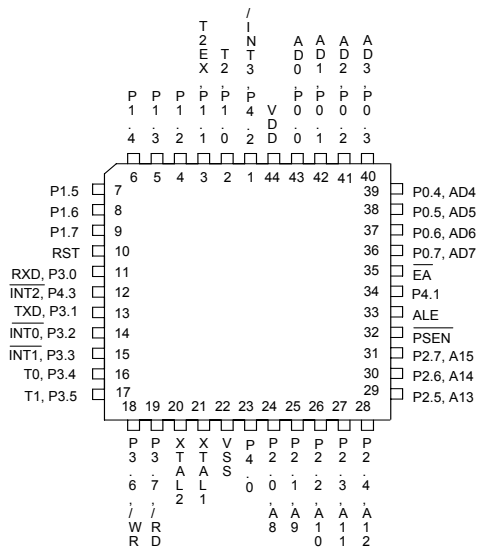 P1.4
P1.3
P1.2
T2EX,P1.1
T2,P1.0
/INT3,P4.2
VDD
AD0,P0.0
AD1,P0.1
AD2,P0.2
AD3,P0.3
6 5 4 3 2 1 44 43 42 41 40
P1.5 7
P1.6 8
P1.7 9
RST 10
RXD, P3.0 11
INT2, P4.3 12
TXD, P3.1 13
INT0, P3.2 14
INT1, P3.3 15
T0, P3.4 16
T1, P3.5 17
39 P0.4, AD4
38 P0.5, AD5
37 P0.6, AD6
36 P0.7, AD7
35 EA
34 P4.1
33 ALE
32 PSEN
31 P2.7, A15
30 P2.6, A14
29 P2.5, A13
18 19 20 21 22 23 24 25 26 27 28
P3.6,/WR
P3.7,/RD
XTAL2
XTAL1
VSS
P4.0
P2.0,A8
P2.1,A9
P2.2,A10
P2.3,A11
P2.4,A12